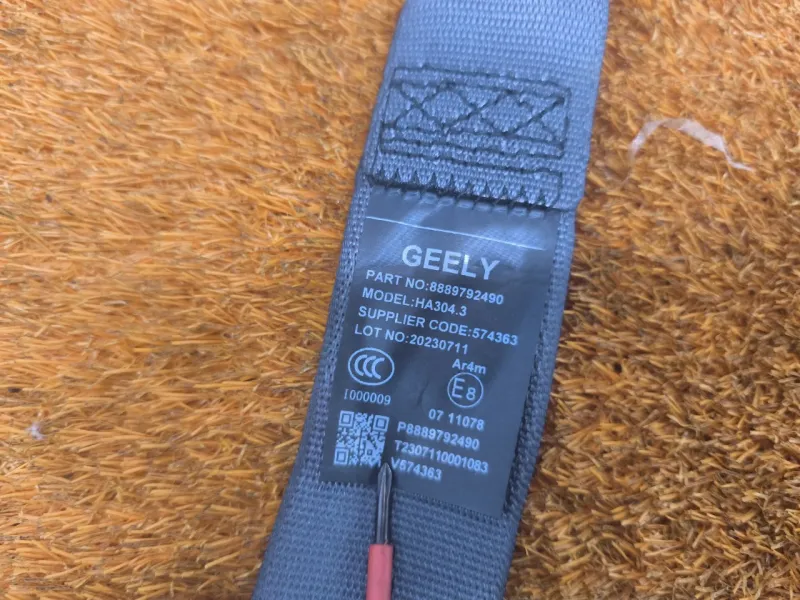 GEELY
PART NO:8889792490
MODEL:HA304.3
SUPPLIER CODE:574363
LOT NO:20230711
CCC
Ar4m
E8
I000009
07 11078
P8889792490
T2307110001083
V574363